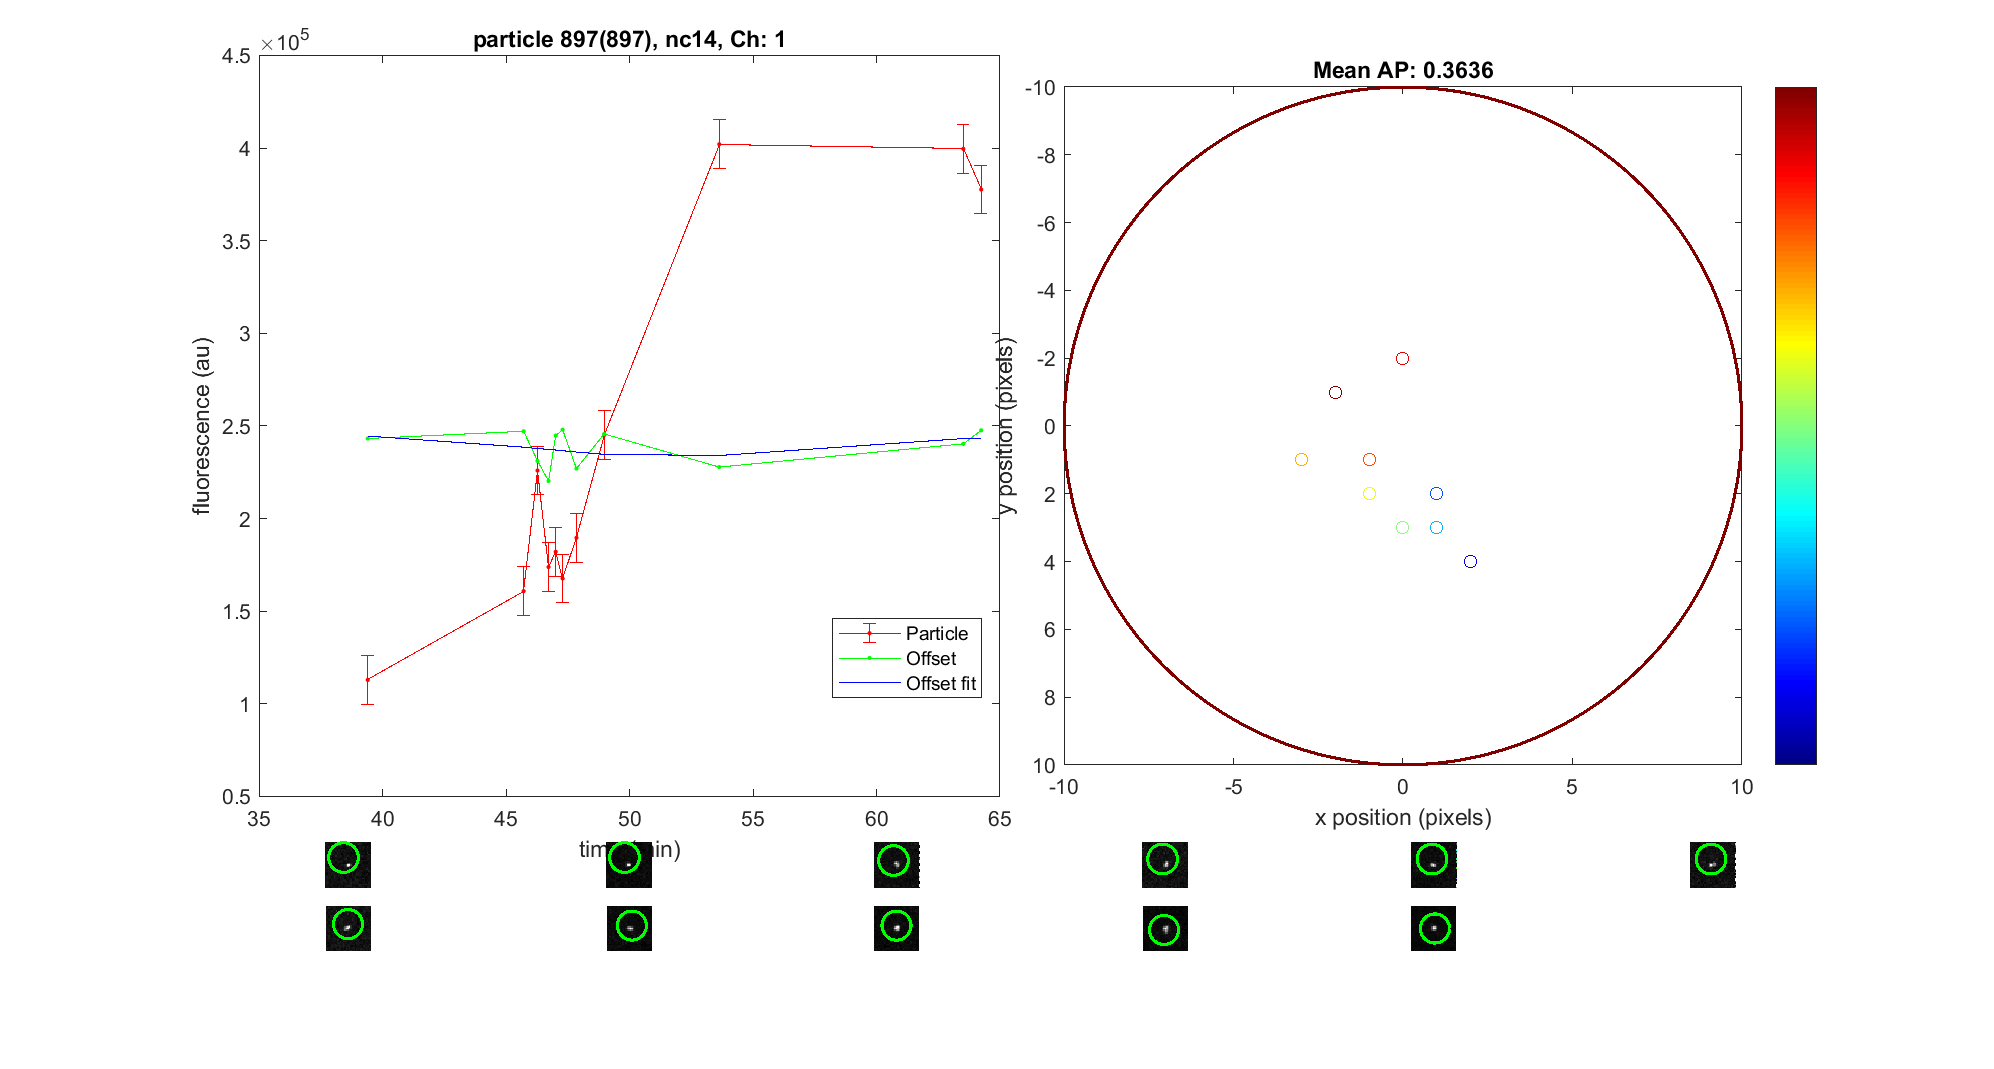 particle 897(897), nc14, Ch: 1
×10^5
4.5
4
3.5
3
2.5
2
1.5
1
0.5
35 40 45 50 55 60 65
fluorescence (au)
Particle
Offset
Offset fit
Mean AP: 0.3636
-10
-8
-6
-4
-2
0
2
4
6
8
10
-10 -5 0 5 10
y position (pixels)
x position (pixels)